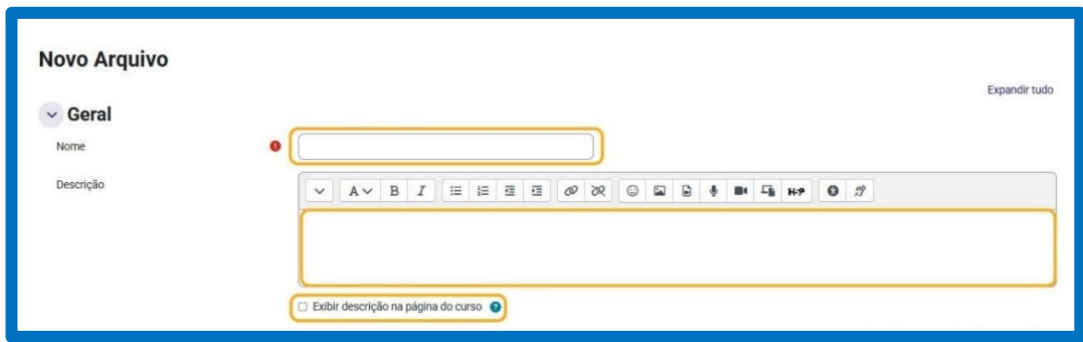 Novo Arquivo
Expandir tudo
Geral
Nome
Descrição
A B I H-P
Exibir descrição na página do curso